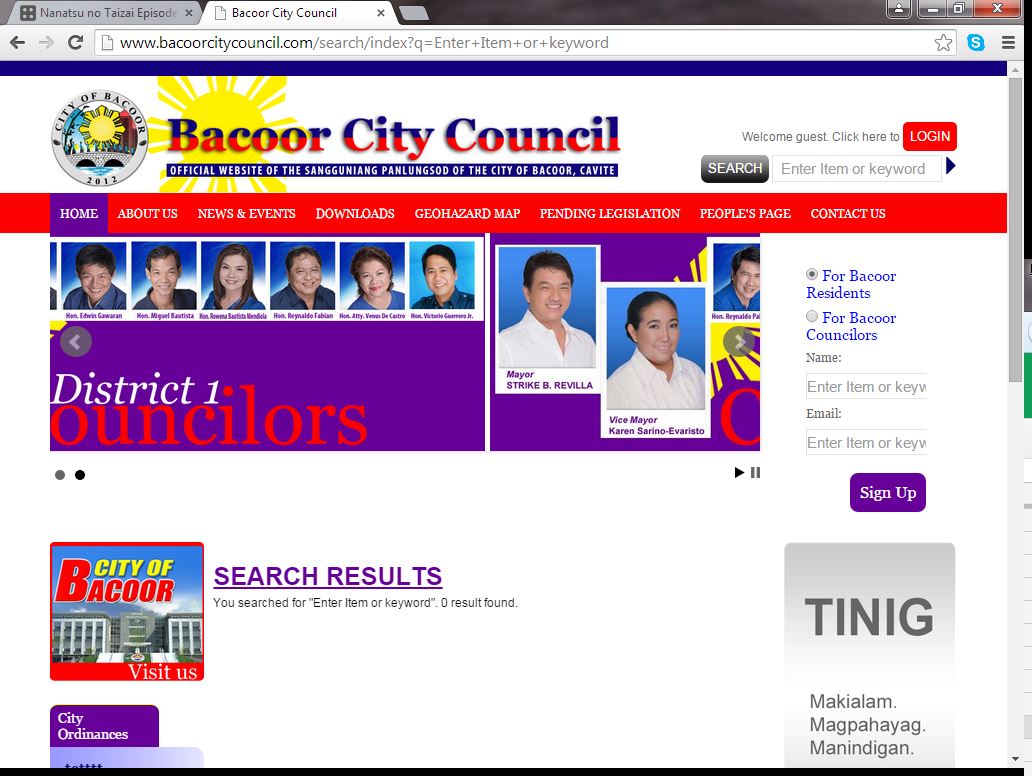 Nanatsu no Taizai Episode
Bacoor City Council
www.bacoorcitycouncil.com/search/index?q=Enter+Item+or+keyword
CITY OF BACOOR
2012
Bacoor City Council
OFFICIAL WEBSITE OF THE SANGGUNIANG PANLUNGSOD OF THE CITY OF BACOOR, CAVITE
Welcome guest. Click here to LOGIN
SEARCH Enter Item or keyword
HOME ABOUT US NEWS & EVENTS DOWNLOADS GEOHAZARD MAP PENDING LEGISLATION PEOPLE'S PAGE CONTACT US
Hon. Edwin Gawaran Hon. Miguel Bautista Hon. Rowena Bautista Mendiola Hon. Reynaldo Fabian Hon. Atty. Venus De Castro Hon. Victorio Guerrero Jr.
District 1
ouncilors
Mayor
STRIKE B. REVILLA
Vice Mayor
Karen Sarino-Evaristo
Hon. Reynaldo Pal
C
For Bacoor
Residents
For Bacoor
Councilors
Name:
Enter Item or keyw
Email:
Enter Item or keyw
Sign Up
CITY OF
BACOOR
Visit us
SEARCH RESULTS
You searched for "Enter Item or keyword". 0 result found.
City
Ordinances
TINIG
Makialam.
Magpahayag.
Manindigan.